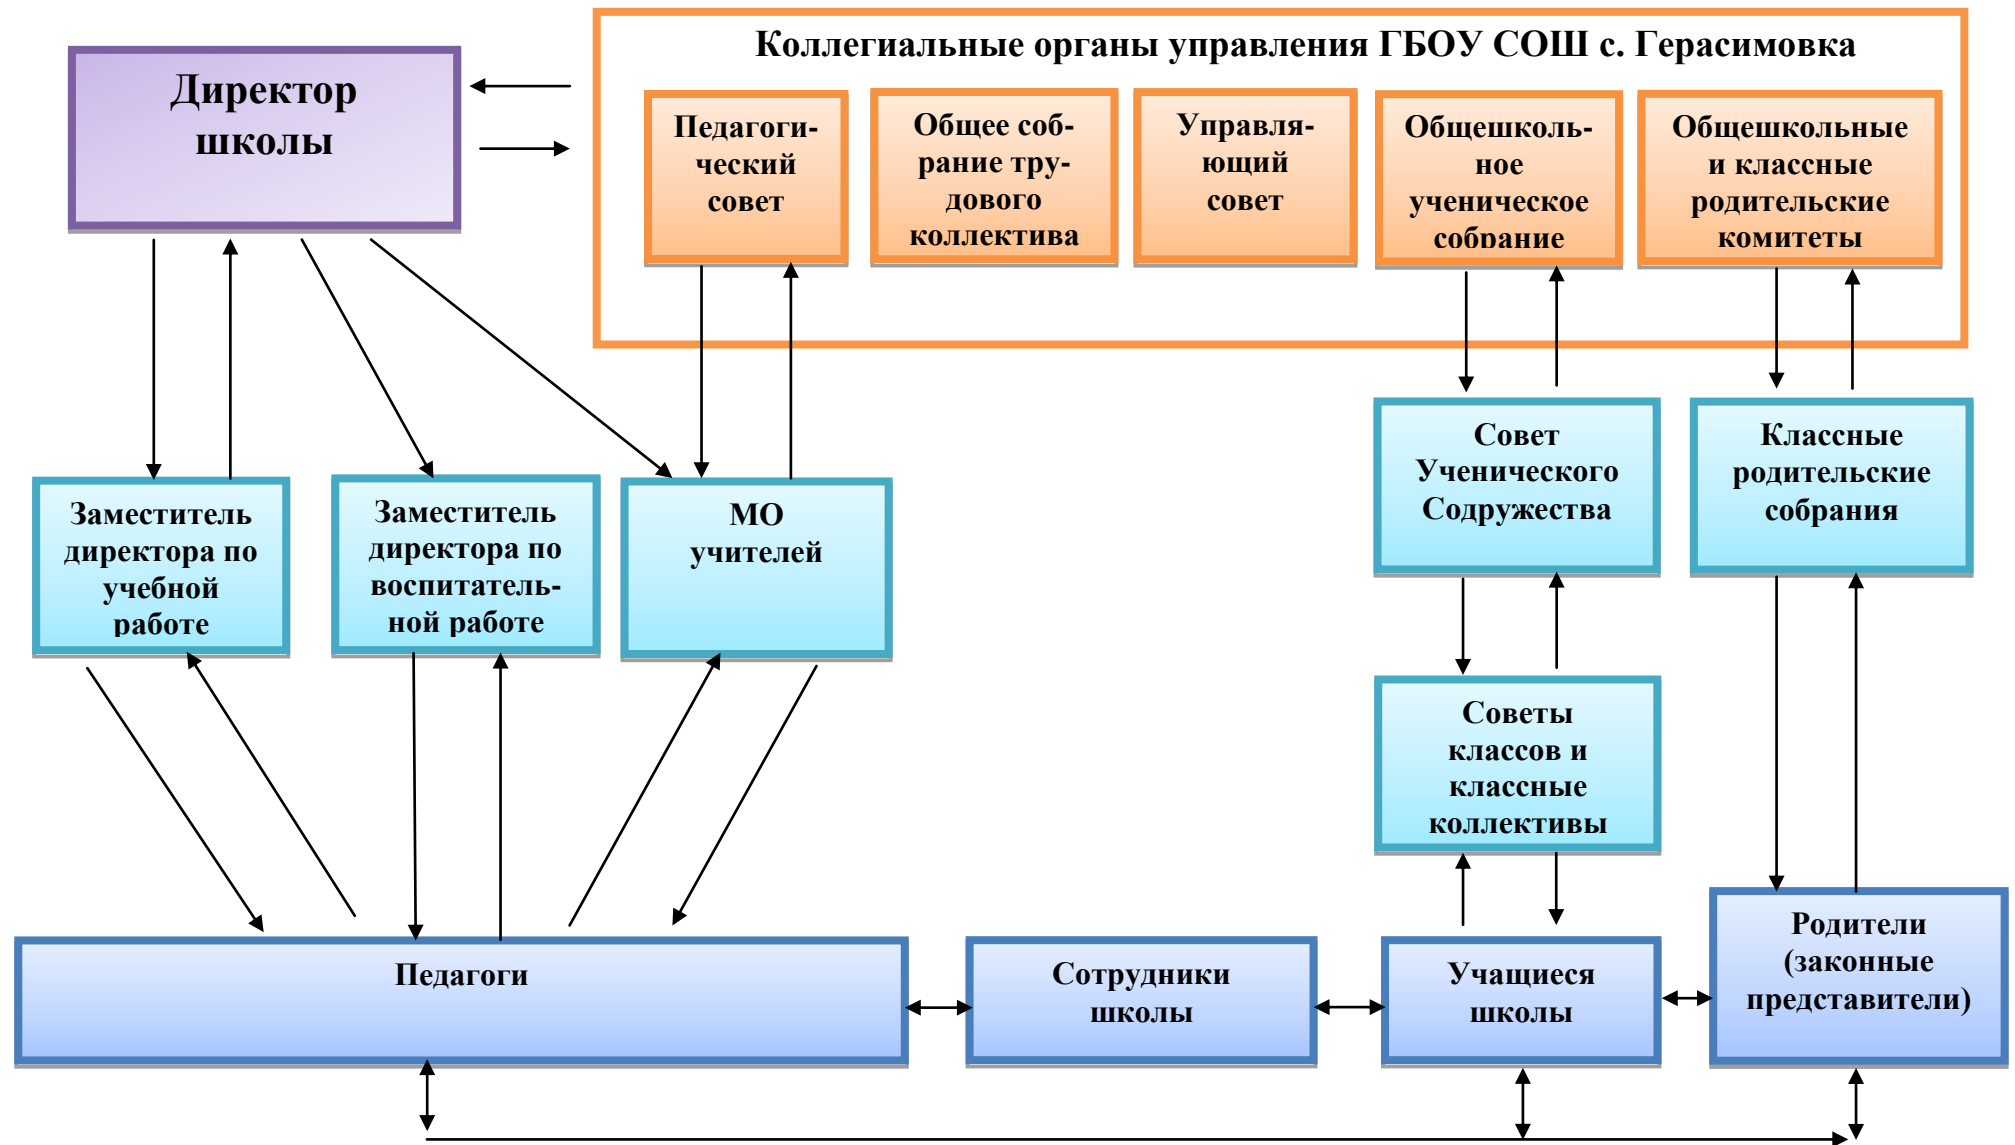 Коллегиальные органы управления ГБОУ СОШ с. Герасимовка
Директор
школы
Педагоги-
ческий
совет
Общее соб-
рание тру-
дового
коллектива
Управля-
ющий
совет
Общешколь-
ное
ученическое
собрание
Общешкольные
и классные
родительские
комитеты
Заместитель
директора по
учебной
работе
Заместитель
директора по
воспитатель-
ной работе
МО
учителей
Совет
Ученического
Содружества
Классные
родительские
собрания
Советы
классов и
классные
коллективы
Педагоги
Сотрудники
школы
Учащиеся
школы
Родители
(законные
представители)